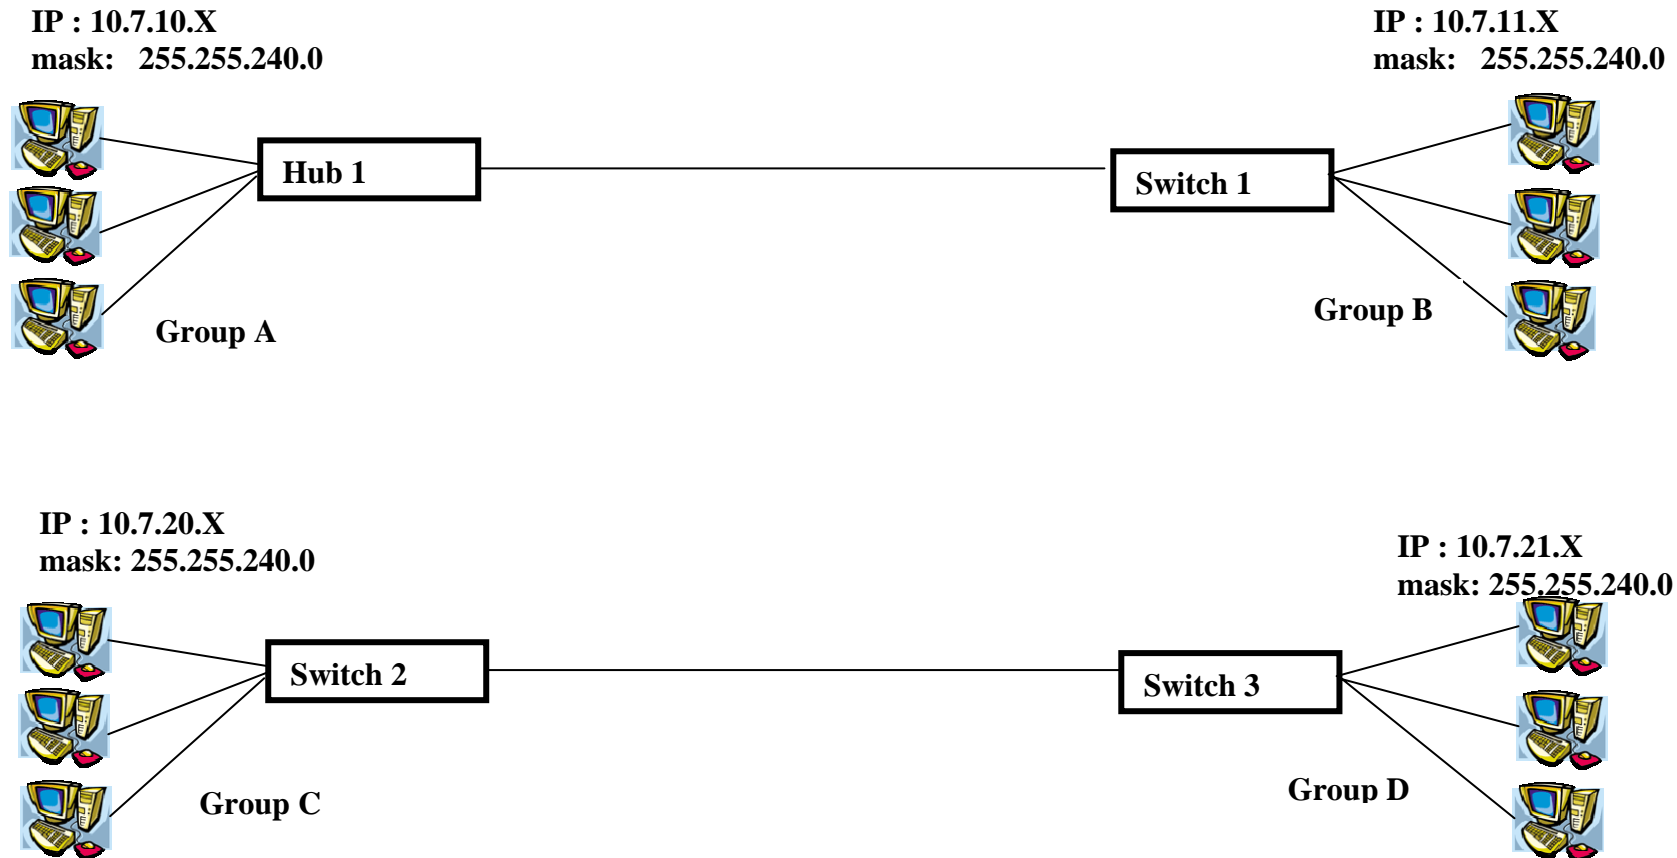 IP : 10.7.10.X
mask: 255.255.240.0
IP : 10.7.11.X
mask: 255.255.240.0
Hub 1
Switch 1
Group A
Group B
IP : 10.7.20.X
mask: 255.255.240.0
IP : 10.7.21.X
mask: 255.255.240.0
Switch 2
Switch 3
Group C
Group D